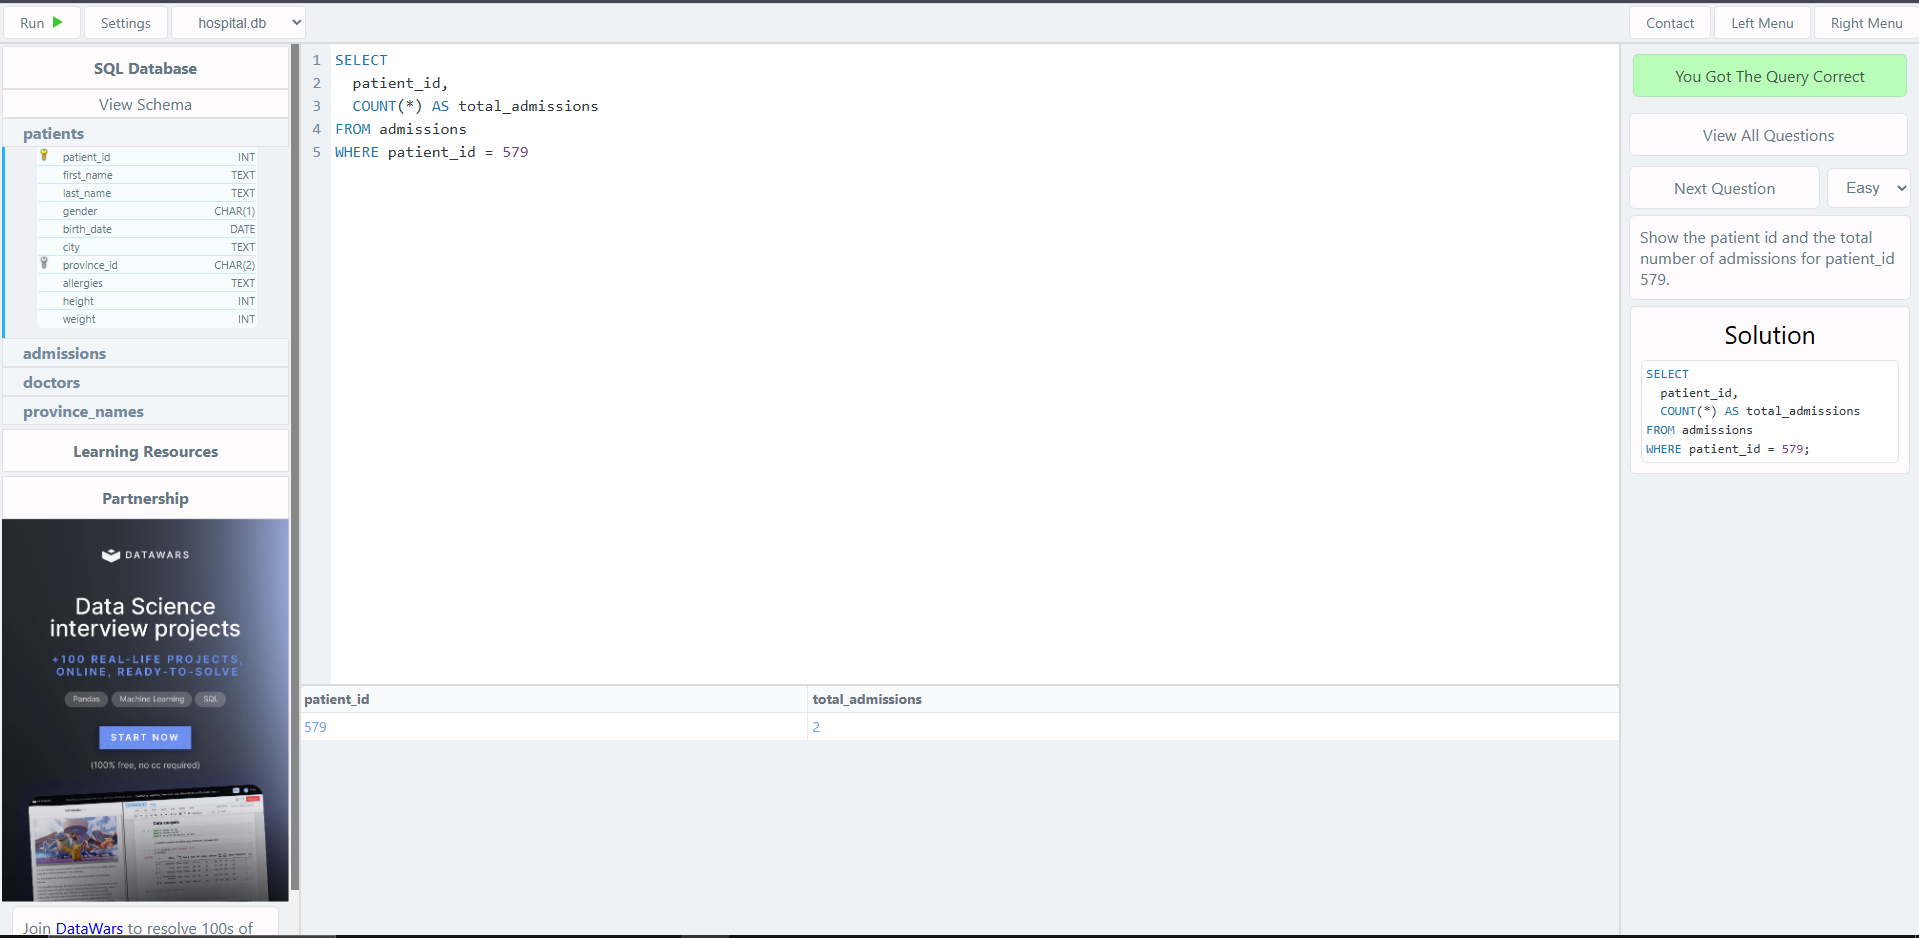 Run
Settings
hospital.db
Contact
Left Menu
Right Menu
SQL Database
View Schema
patients
patient_id INT
first_name TEXT
last_name TEXT
gender CHAR(1)
birth_date DATE
city TEXT
province_id CHAR(2)
allergies TEXT
height INT
weight INT
admissions
doctors
province_names
Learning Resources
Partnership
DATAWARS
Data Science
interview projects
+100 REAL-LIFE PROJECTS,
ONLINE, READY-TO-SOLVE
Pandas Machine Learning SQL
START NOW
(100% free, no cc required)
Join DataWars to resolve 100s of
1 SELECT
2 patient_id,
3 COUNT(*) AS total_admissions
4 FROM admissions
5 WHERE patient_id = 579
patient_id total_admissions
579 2
You Got The Query Correct
View All Questions
Next Question
Easy
Show the patient id and the total
number of admissions for patient_id
579.
Solution
SELECT
patient_id,
COUNT(*) AS total_admissions
FROM admissions
WHERE patient_id = 579;